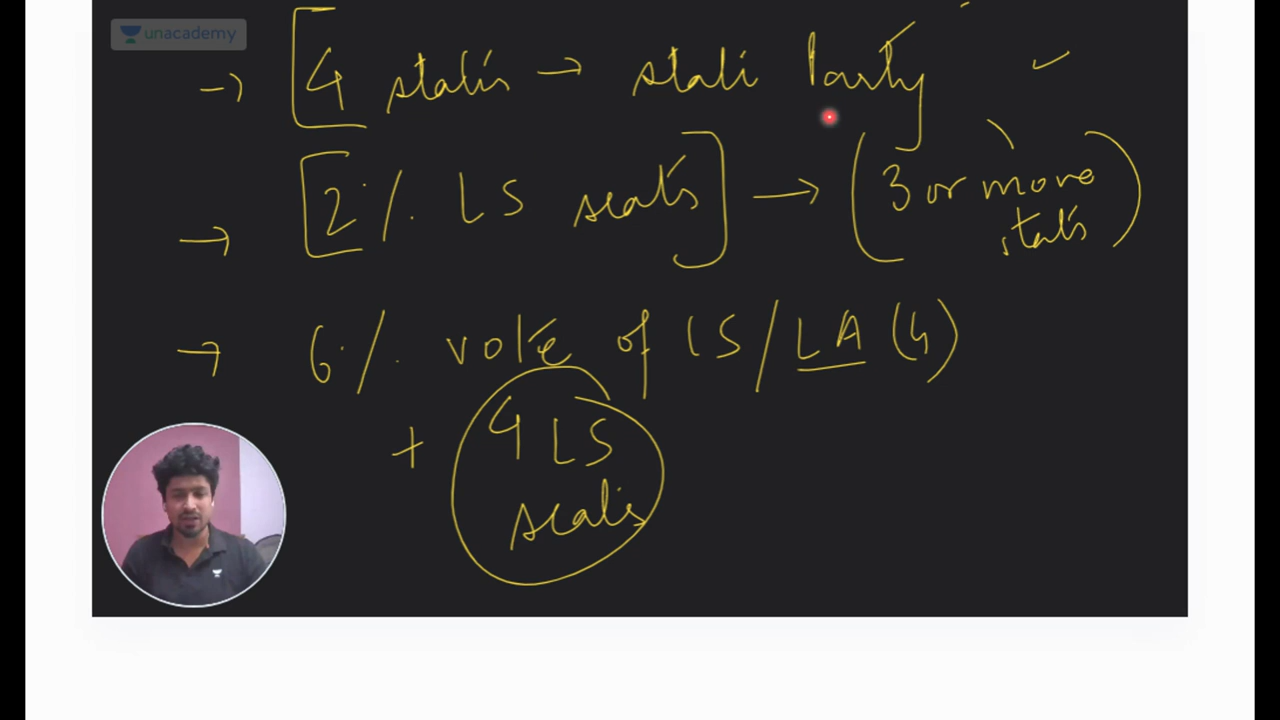 unacademy
→ [4 states → state Party ✓
→ [2% LS seats] → (3 or more
states)
→ 6% vote of LS/LA (4)
+ 4 LS
seats